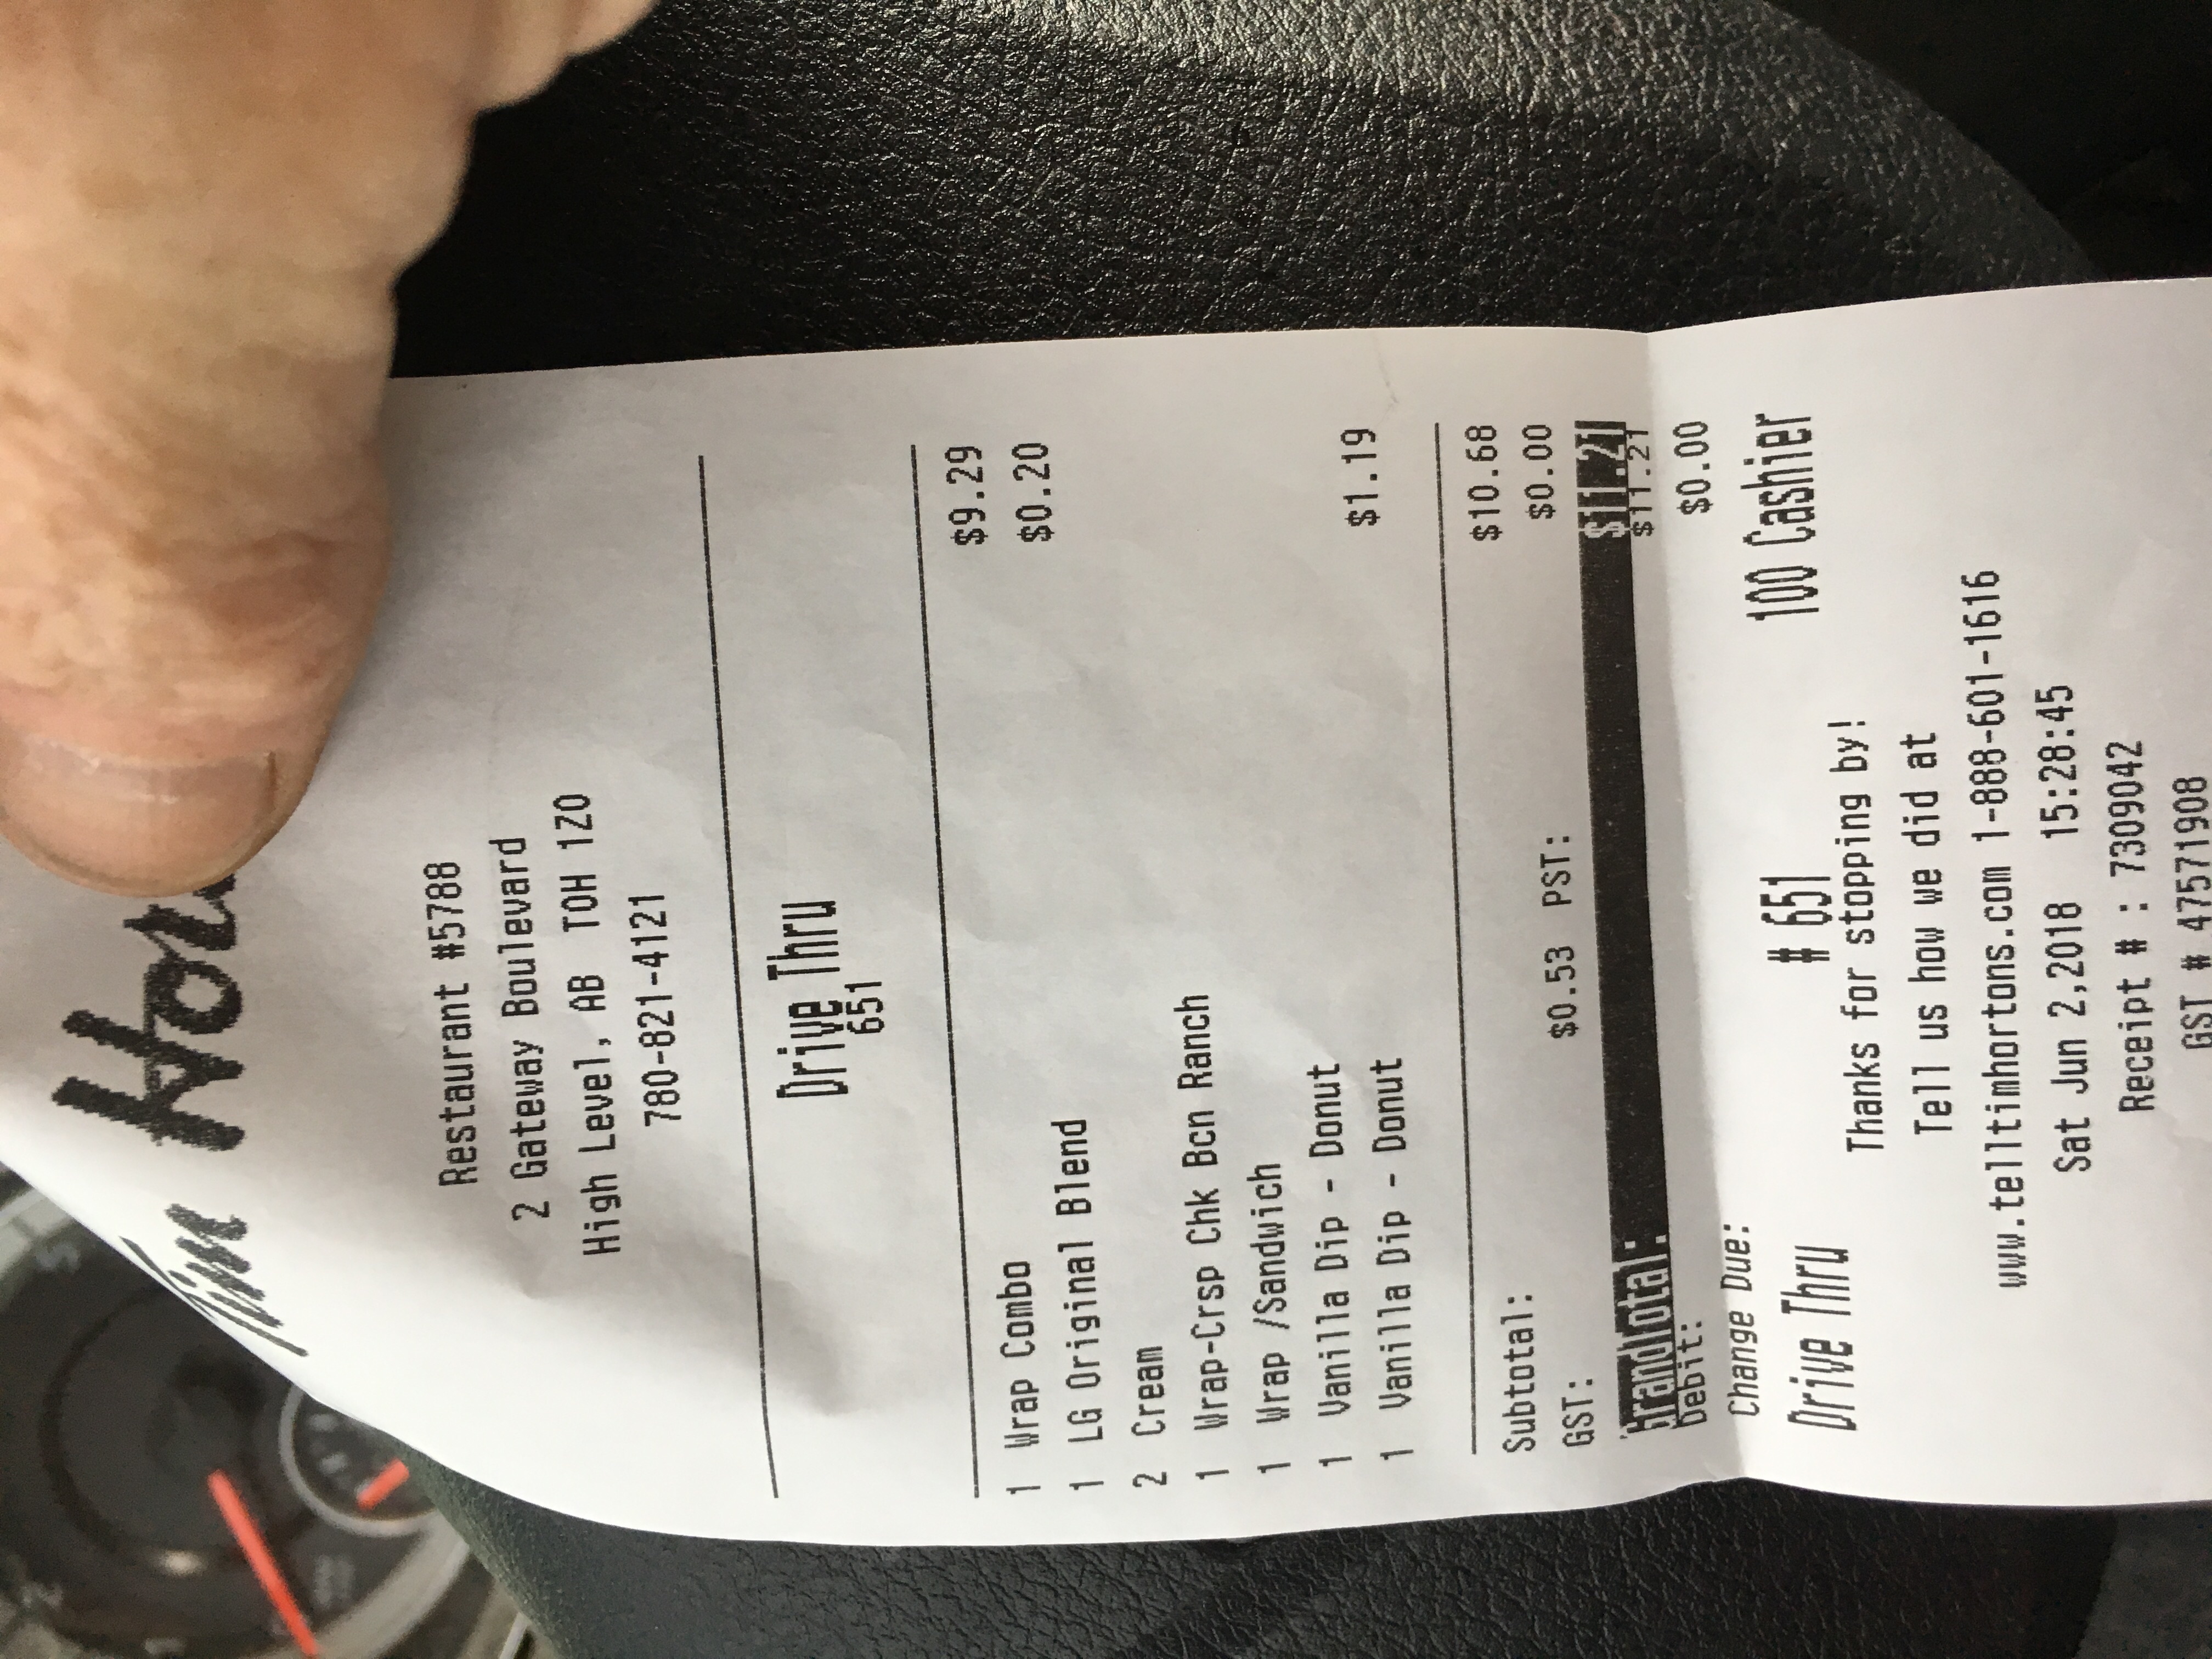 Tim Hor
Restaurant #5788
2 Gateway Boulevard
High Level, AB T0H 1Z0
780-821-4121
Drive Thru
651
1 Wrap Combo $9.29
1 LG Original Blend $0.20
2 Cream
1 Wrap-Crsp Chk Bcn Ranch
1 Wrap /Sandwich
1 Vanilla Dip - Donut
1 Vanilla Dip - Donut $1.19
Subtotal: $10.68
GST: $0.53 PST: $0.00
GrandTotal: $11.21
Debit: $11.21
Change Due: $0.00
Drive Thru # 651 100 Cashier
Thanks for stopping by!
Tell us how we did at
www.telltimhortons.com 1-888-601-1616
Sat Jun 2,2018 15:28:45
Receipt # : 7309042
GST # 47571908